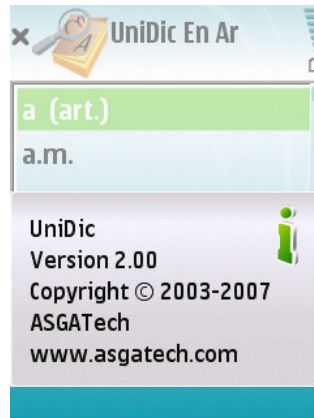 UniDic En Ar
a (art.)
a.m.
UniDic
Version 2.00
Copyright © 2003-2007
ASGATech
www.asgatech.com